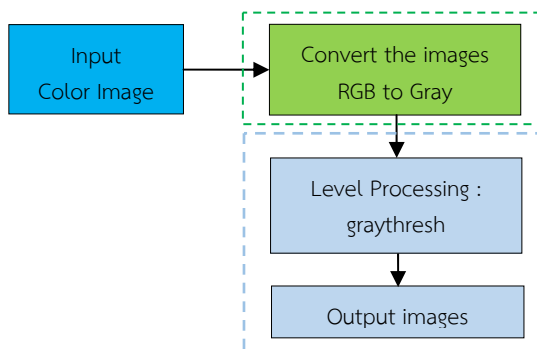 Input
Color Image
Convert the images
RGB to Gray
Level Processing :
graythresh
Output images